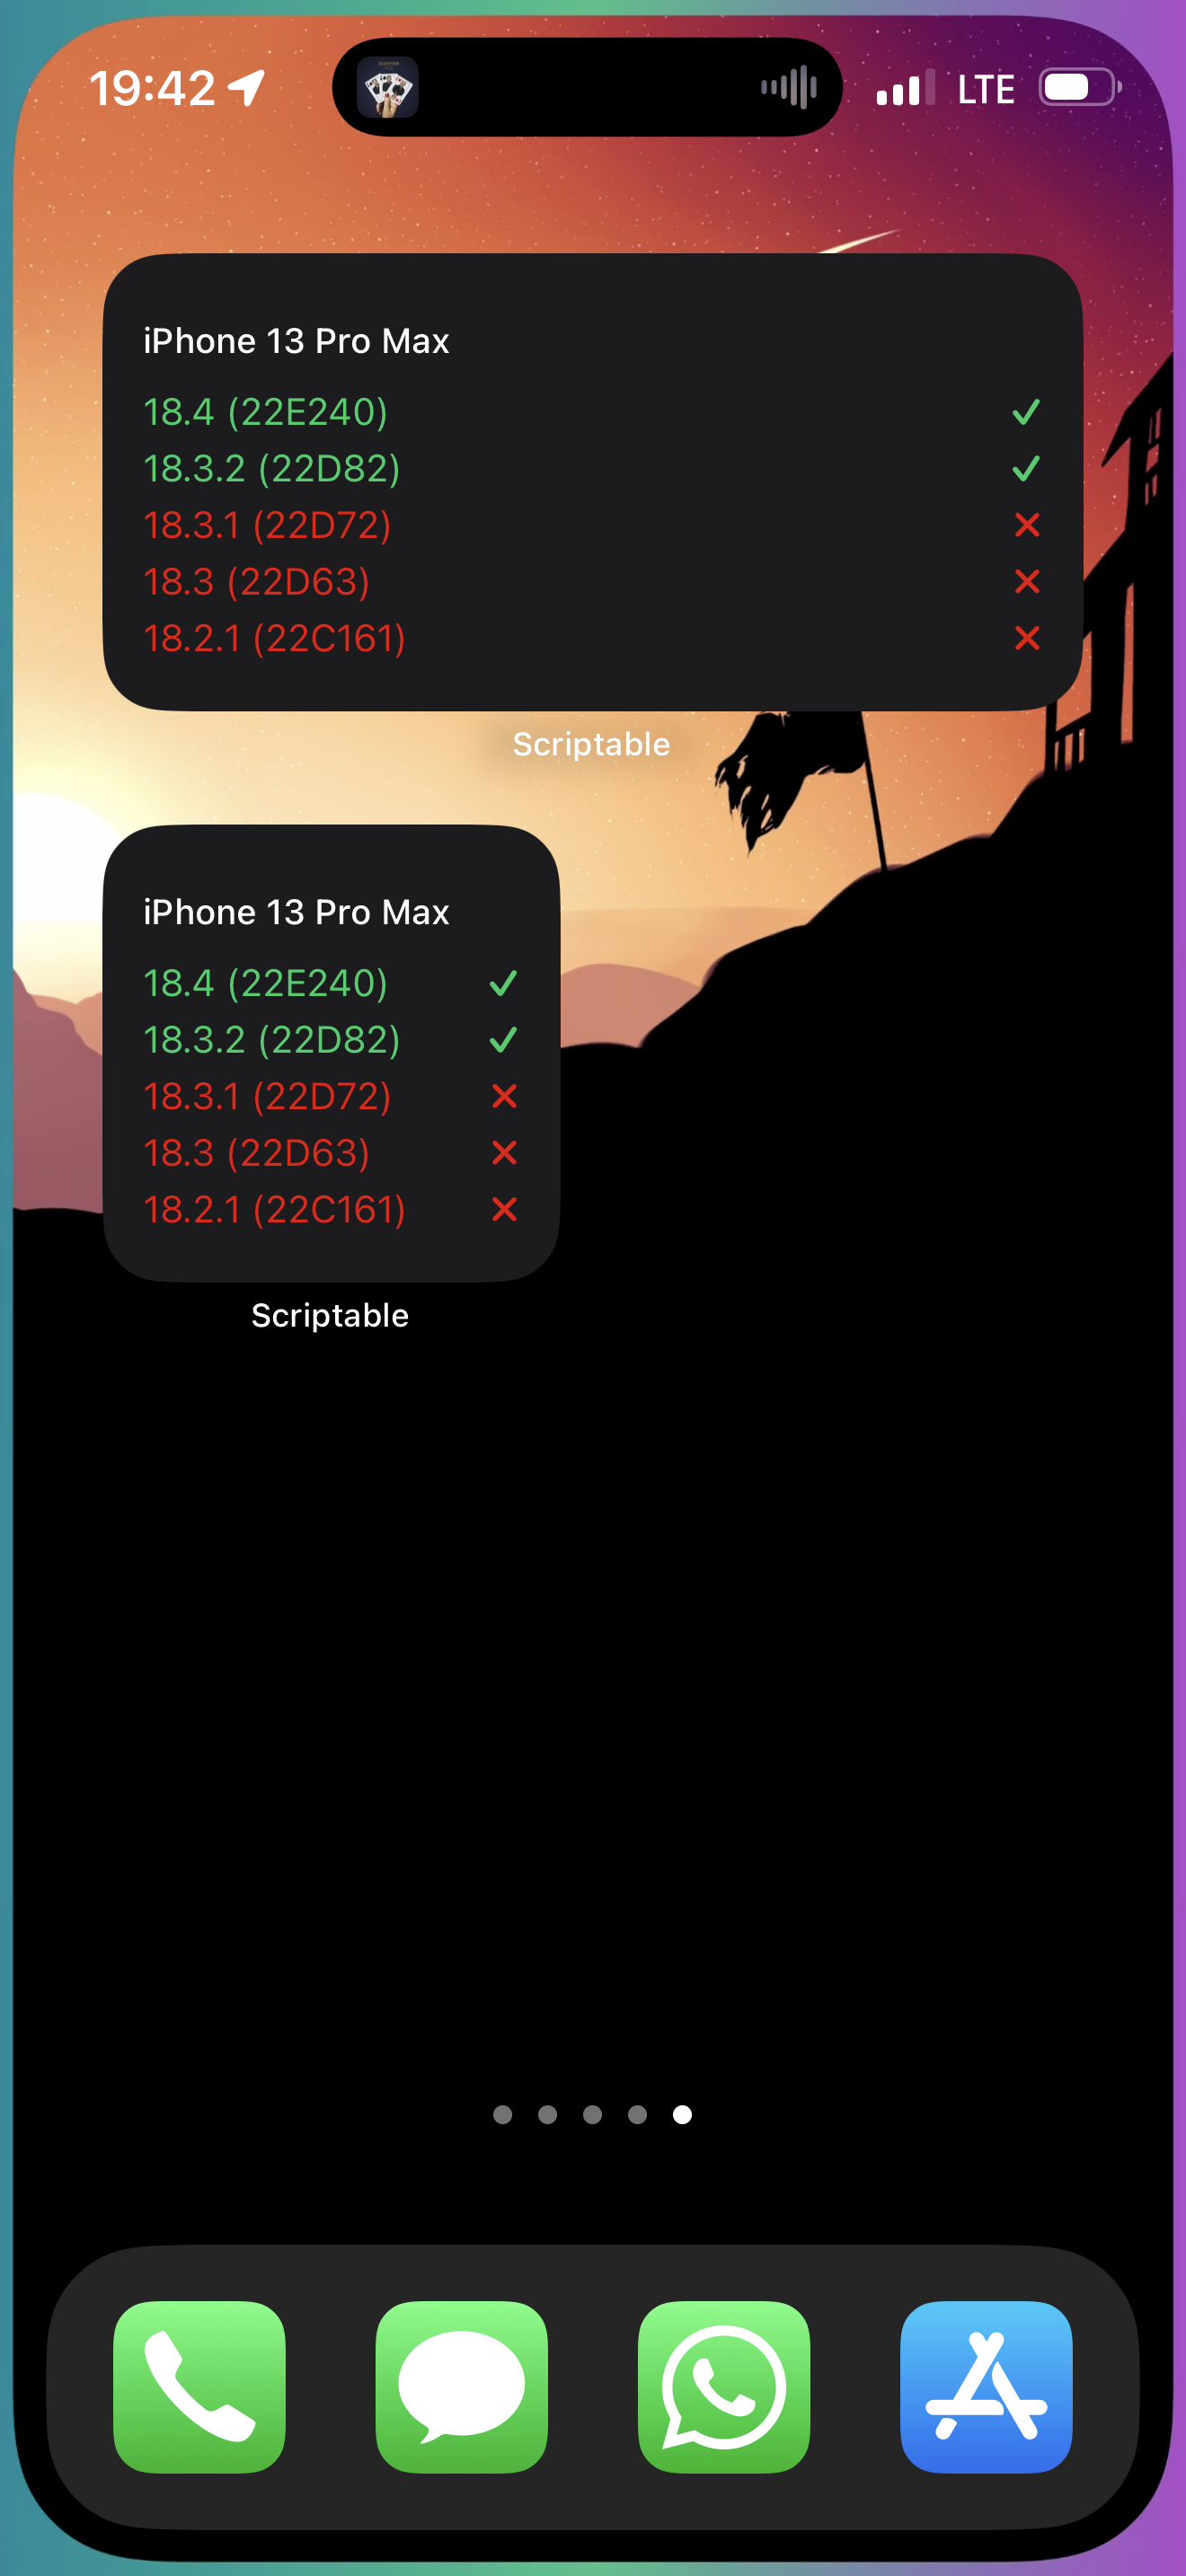 19:42
LTE
iPhone 13 Pro Max
18.4 (22E240)
18.3.2 (22D82)
18.3.1 (22D72)
18.3 (22D63)
18.2.1 (22C161)
Scriptable
iPhone 13 Pro Max
18.4 (22E240)
18.3.2 (22D82)
18.3.1 (22D72)
18.3 (22D63)
18.2.1 (22C161)
Scriptable